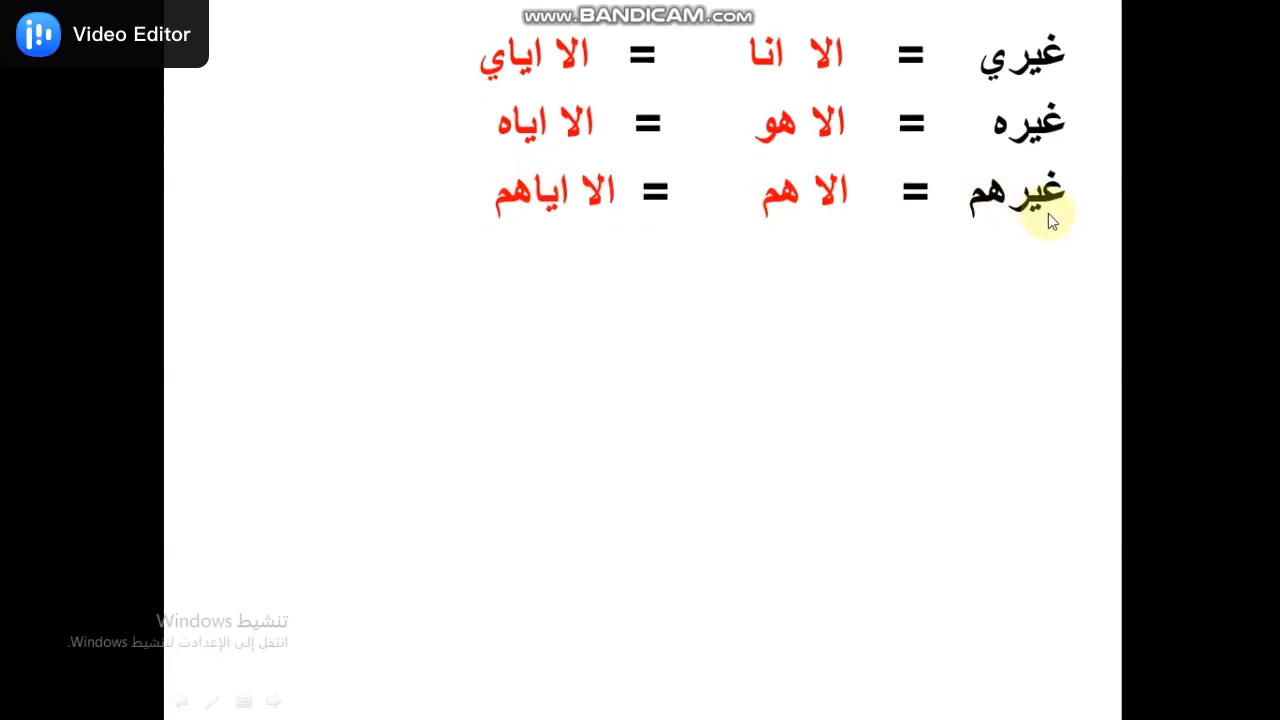 Video Editor
www.BANDICAM.com
غيري = الا انا = الا اياي
غيره = الا هو = الا اياه
غيرهم = الا هم = الا اياهم
تنشيط Windows
انتقل إلى الإعدادت لتنشيط Windows.